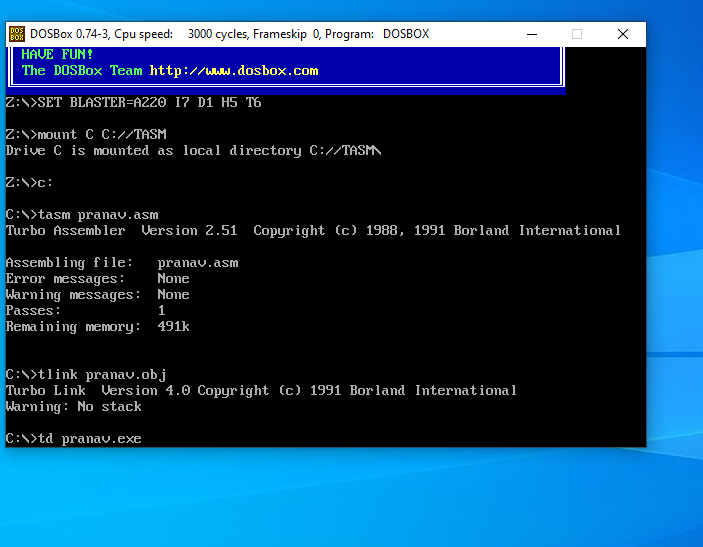 DOS
BOX
DOSBox 0.74-3, Cpu speed: 3000 cycles, Frameskip 0, Program: DOSBOX
HAVE FUN!
The DOSBox Team http://www.dosbox.com
Z:\>SET BLASTER=A220 I7 D1 H5 T6
Z:\>mount C C://TASM
Drive C is mounted as local directory C://TASM\
Z:\>c:
C:\>tasm pranav.asm
Turbo Assembler  Version 2.51  Copyright (c) 1988, 1991 Borland International
Assembling file:   pranav.asm
Error messages:    None
Warning messages:  None
Passes:            1
Remaining memory:  491k
C:\>tlink pranav.obj
Turbo Link  Version 4.0 Copyright (c) 1991 Borland International
Warning: No stack
C:\>td pranav.exe